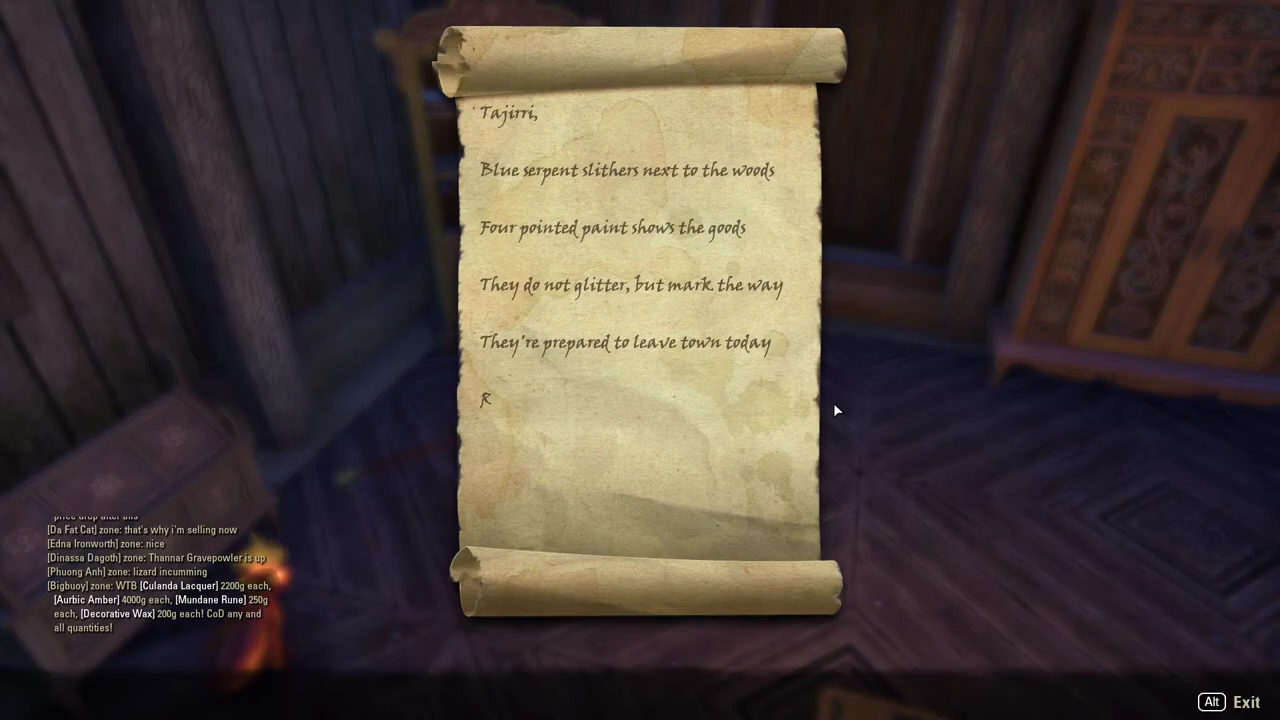 Tajirri,
Blue serpent slithers next to the woods
Four pointed paint shows the goods
They do not glitter, but mark the way
They're prepared to leave town today
R
price drop after this
[Da Fat Cat] zone: that's why i'm selling now
[Edna Ironworth] zone: nice
[Dinassa Dagoth] zone: Thannar Gravepowler is up
[Phuong Anh] zone: lizard incumming
[Bigbuoy] zone: WTB [Culanda Lacquer] 2200g each,
[Aurbic Amber] 4000g each, [Mundane Rune] 250g
each, [Decorative Wax] 200g each! CoD any and
all quantities!
Alt Exit